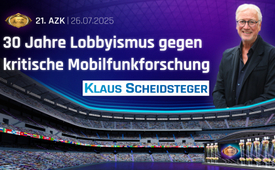 21. AZK | 26.07.2025
30 Jahre Lobbyismus gegen
kritische Mobilfunkforschung
KLAUS SCHEIDSTEGER